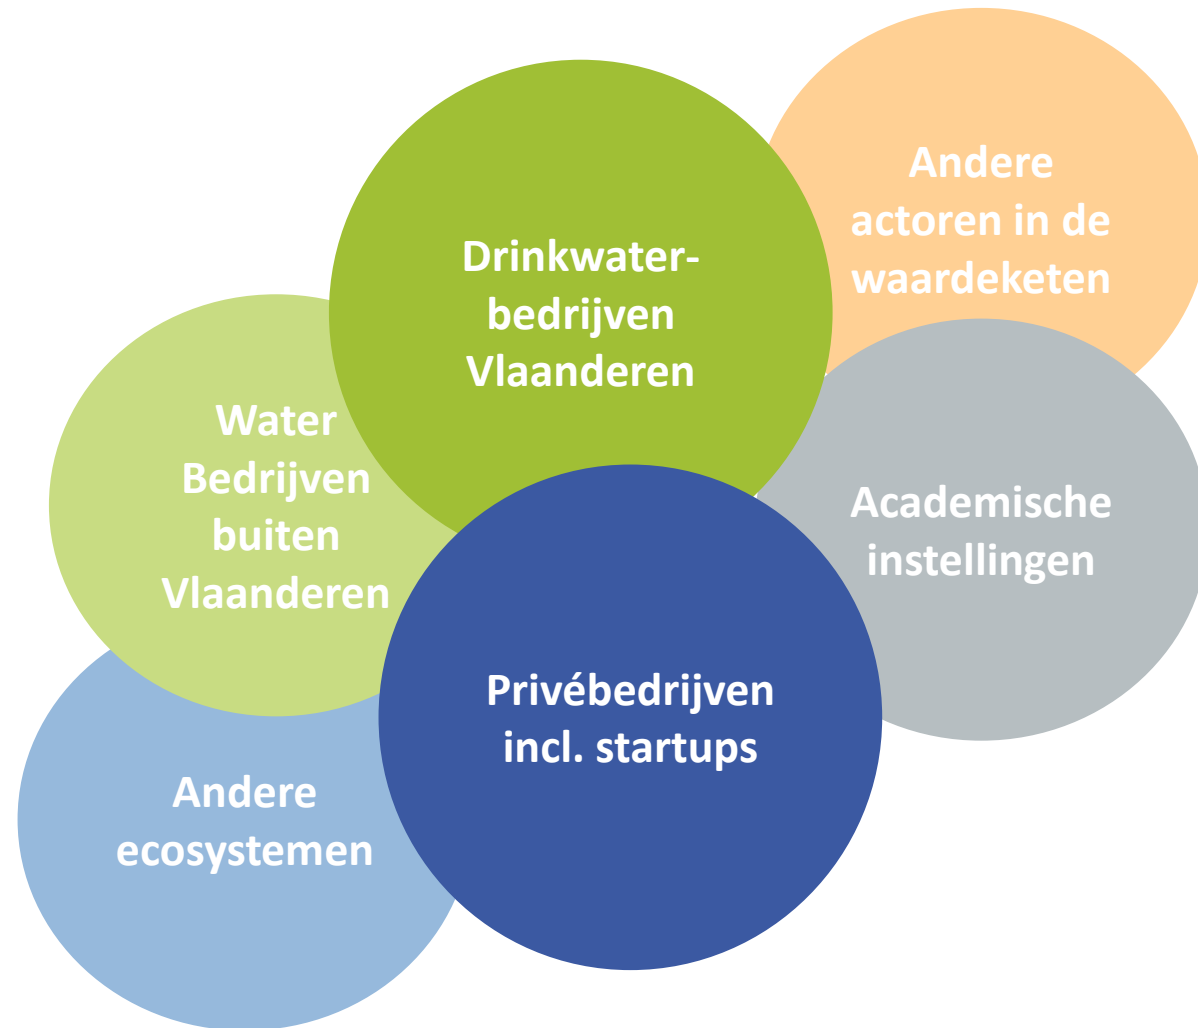 Andere
actoren in de
waardeketen
Drinkwater-
bedrijven
Vlaanderen
Water
Bedrijven
buiten
Vlaanderen
Academische
instellingen
Privébedrijven
incl. startups
Andere
ecosystemen